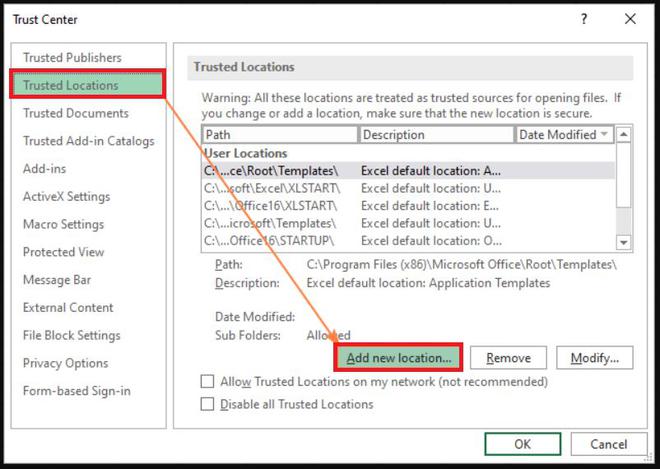 Trust Center
?
Trusted Publishers
Trusted Locations
Trusted Documents
Trusted Add-in Catalogs
Add-ins
ActiveX Settings
Macro Settings
Protected View
Message Bar
External Content
File Block Settings
Privacy Options
Form-based Sign-in
Trusted Locations
Warning: All these locations are treated as trusted sources for opening files. If
you change or add a location, make sure that the new location is secure.
Path Description Date Modified
User Locations
C:\...ce\Root\Templates\ Excel default location: A...
C:\...soft\Excel\XLSTART\ Excel default location: U...
C:\...\Office16\XLSTART\ Excel default location: E...
C:\...icrosoft\Templates\ Excel default location: U...
C:\...Office16\STARTUP\ Excel default location: O...
Path: C:\Program Files (x86)\Microsoft Office\Root\Templates\
Description: Excel default location: Application Templates
Date Modified:
Sub Folders: Allowed
Add new location... Remove Modify...
Allow Trusted Locations on my network (not recommended)
Disable all Trusted Locations
OK Cancel